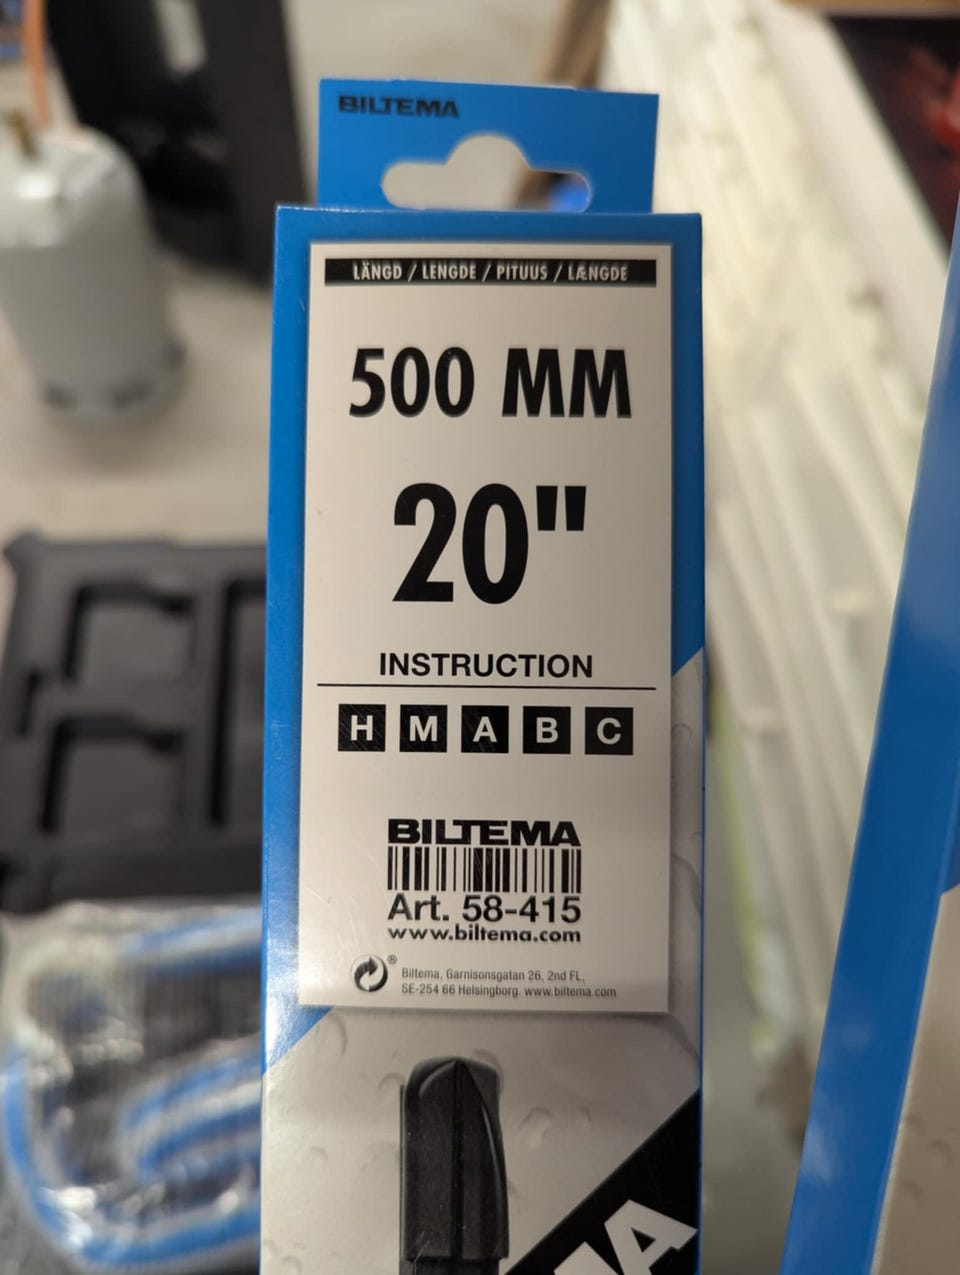 BILTEMA
LÄNGD / LENGDE / PITUUS / LÆNGDE
500 MM
20"
INSTRUCTION
H M A B C
BILTEMA
Art. 58-415
www.biltema.com
®
Biltema, Garnisonsgatan 26, 2nd FL,
SE-254 66 Helsingborg. www.biltema.com
MA